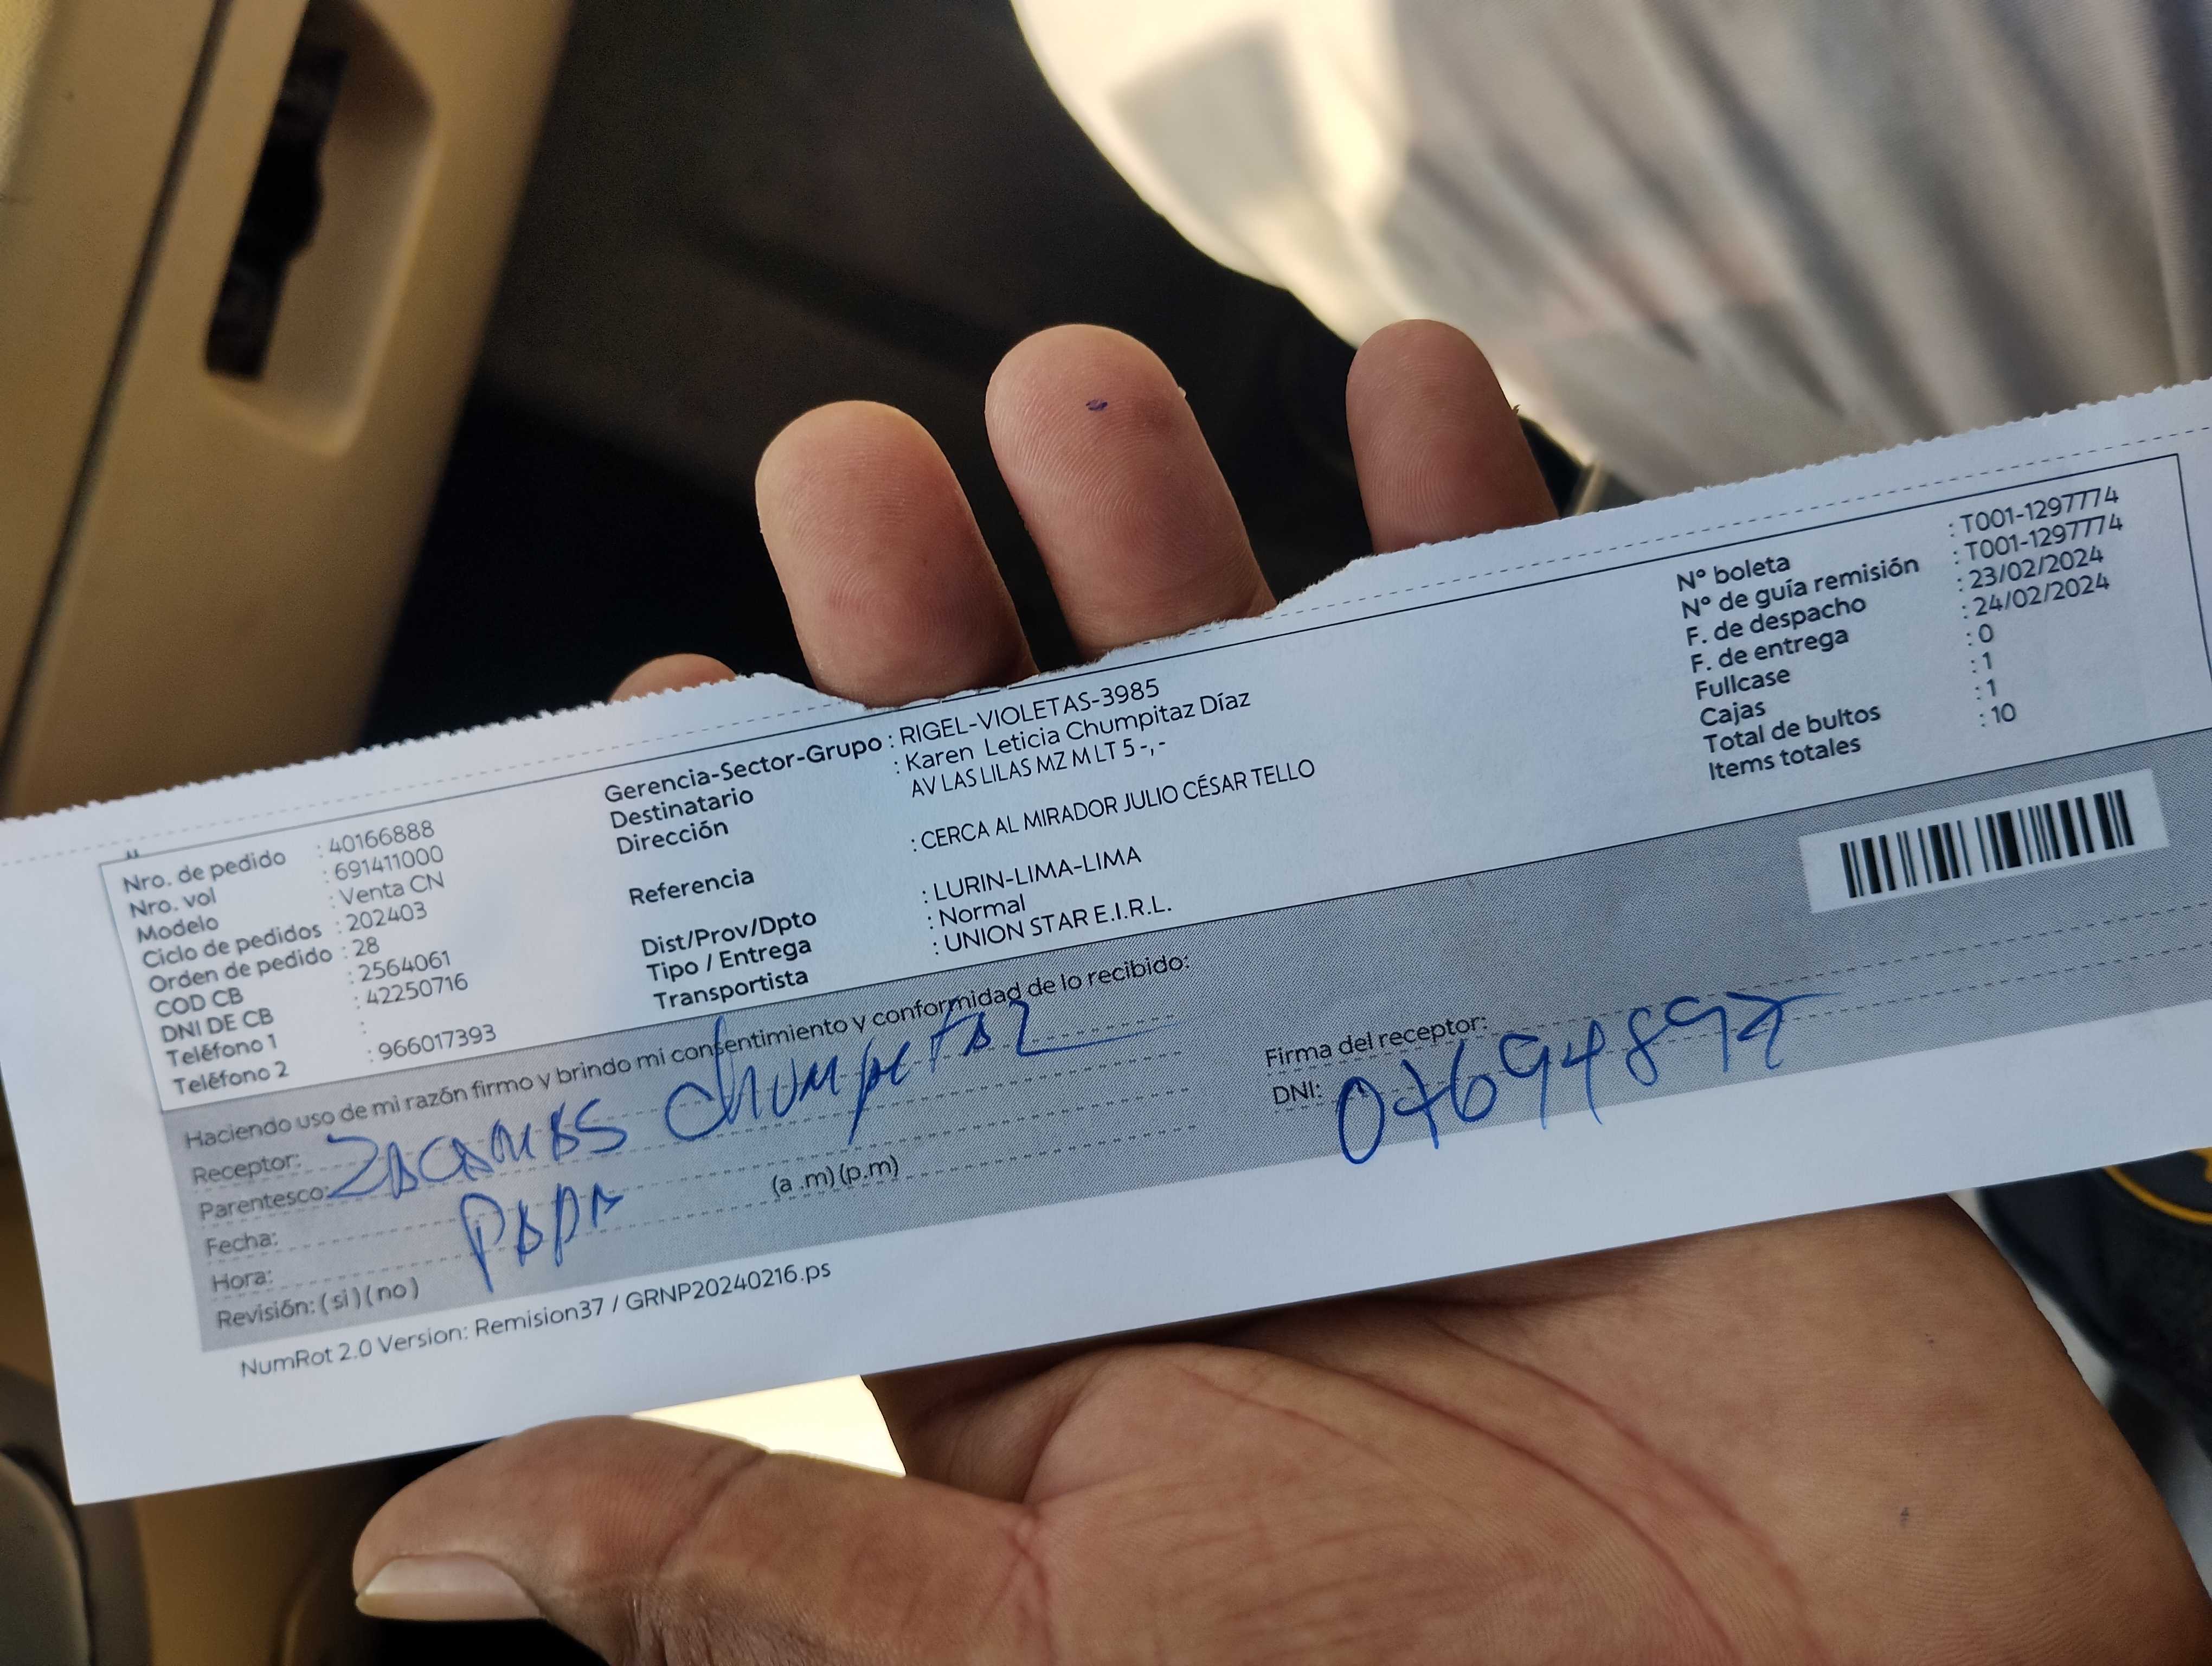 Nro. de pedido : 40166888
Nro. vol : 691411000
Modelo : Venta CN
Ciclo de pedidos : 202403
Orden de pedido : 28
COD CB : 2564061
DNI DE CB : 42250716
Teléfono 1 :
Teléfono 2 : 966017393
Gerencia-Sector-Grupo : RIGEL-VIOLETAS-3985
Destinatario : Karen Leticia Chumpitaz Díaz
Dirección AV LAS LILAS MZ M LT 5 -,-
Referencia : CERCA AL MIRADOR JULIO CÉSAR TELLO
Dist/Prov/Dpto : LURIN-LIMA-LIMA
Tipo / Entrega : Normal
Transportista : UNION STAR E.I.R.L.
N° boleta : T001-1297774
N° de guía remisión : T001-1297774
F. de despacho : 23/02/2024
F. de entrega : 24/02/2024
Fullcase : 0
Cajas : 1
Total de bultos : 1
Items totales : 10
Haciendo uso de mi razón firmo y brindo mi consentimiento y conformidad de lo recibido:
Receptor: Chumpitaz
Parentesco: PAPA
Fecha:
Hora: (a .m) (p.m)
Revisión: ( si ) ( no )
Firma del receptor:
DNI: 07694892
NumRot 2.0 Version: Remision37 / GRNP20240216.ps